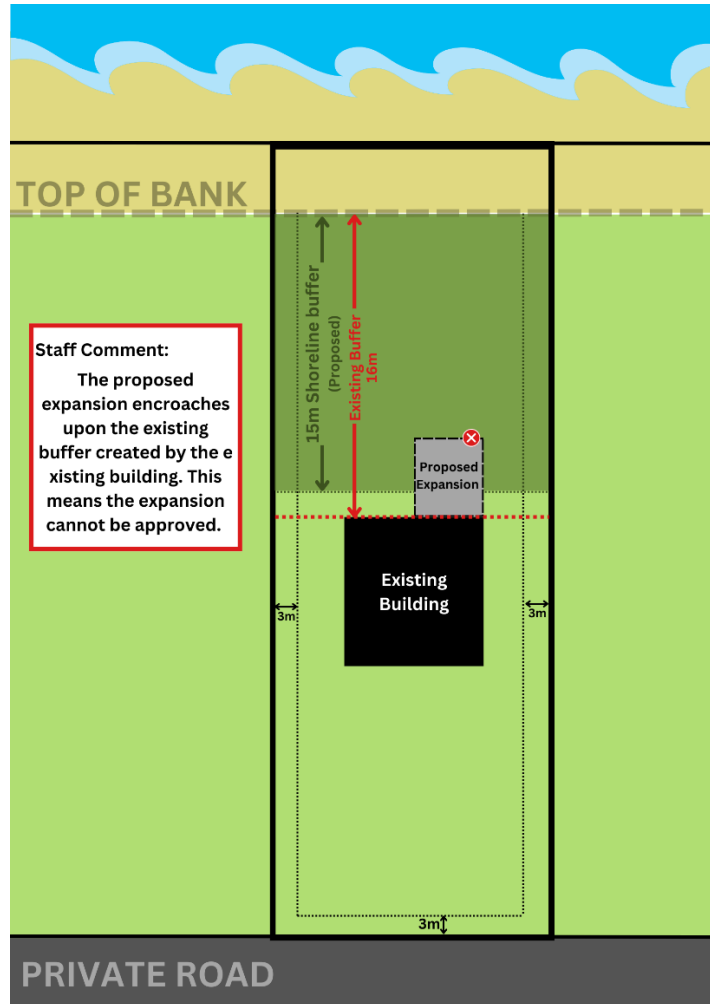 TOP OF BANK
15m Shoreline buffer
(Proposed)
Existing Buffer
16m
Staff Comment:
The proposed
expansion encroaches
upon the existing
buffer created by the e
xisting building. This
means the expansion
cannot be approved.
Proposed
Expansion
Existing
Building
3m
3m
3m
PRIVATE ROAD